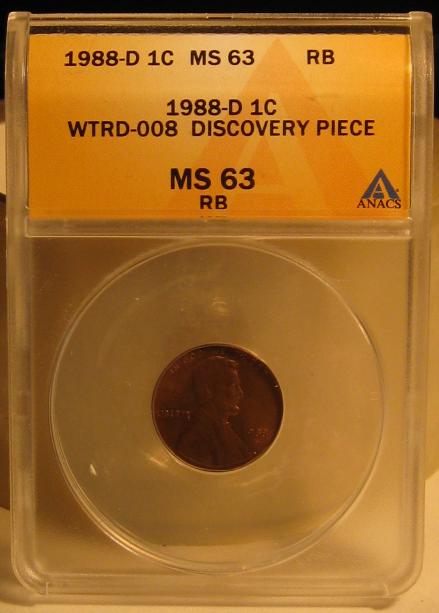 1988-D 1C MS 63 RB
1988-D 1C
WTRD-008 DISCOVERY PIECE
MS 63
RB
ANACS
LIBERTY